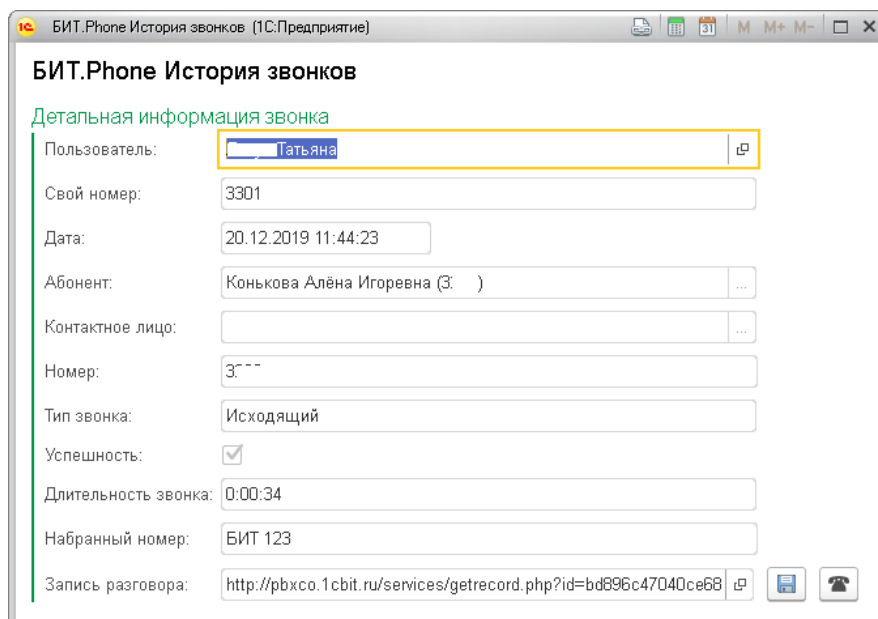 1С БИТ.Phone История звонков (1С:Предприятие) 31 M M+ M-
БИТ.Phone История звонков
Детальная информация звонка
Пользователь: Татьяна
Свой номер: 3301
Дата: 20.12.2019 11:44:23
Абонент: Конькова Алёна Игоревна (3 ) ...
Контактное лицо: ...
Номер: 3
Тип звонка: Исходящий
Успешность:
Длительность звонка: 0:00:34
Набранный номер: БИТ 123
Запись разговора: http://pbxco.1cbit.ru/services/getrecord.php?id=bd896c47040ce68